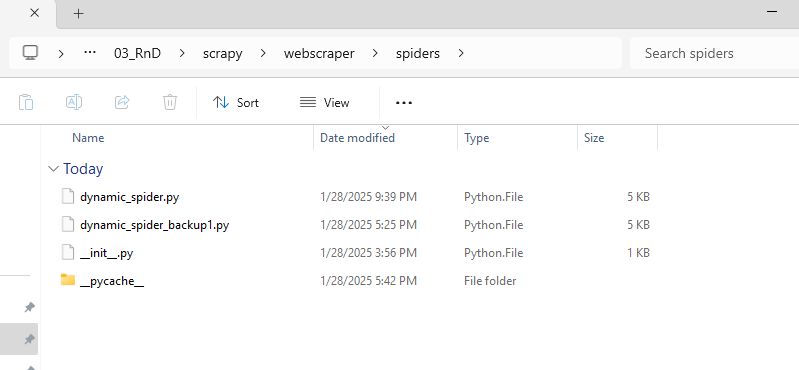 03_RnD scrapy webscraper spiders Search spiders
Sort View
Name Date modified Type Size
Today
dynamic_spider.py 1/28/2025 9:39 PM Python.File 5 KB
dynamic_spider_backup1.py 1/28/2025 5:25 PM Python.File 5 KB
__init__.py 1/28/2025 3:56 PM Python.File 1 KB
__pycache__ 1/28/2025 5:42 PM File folder